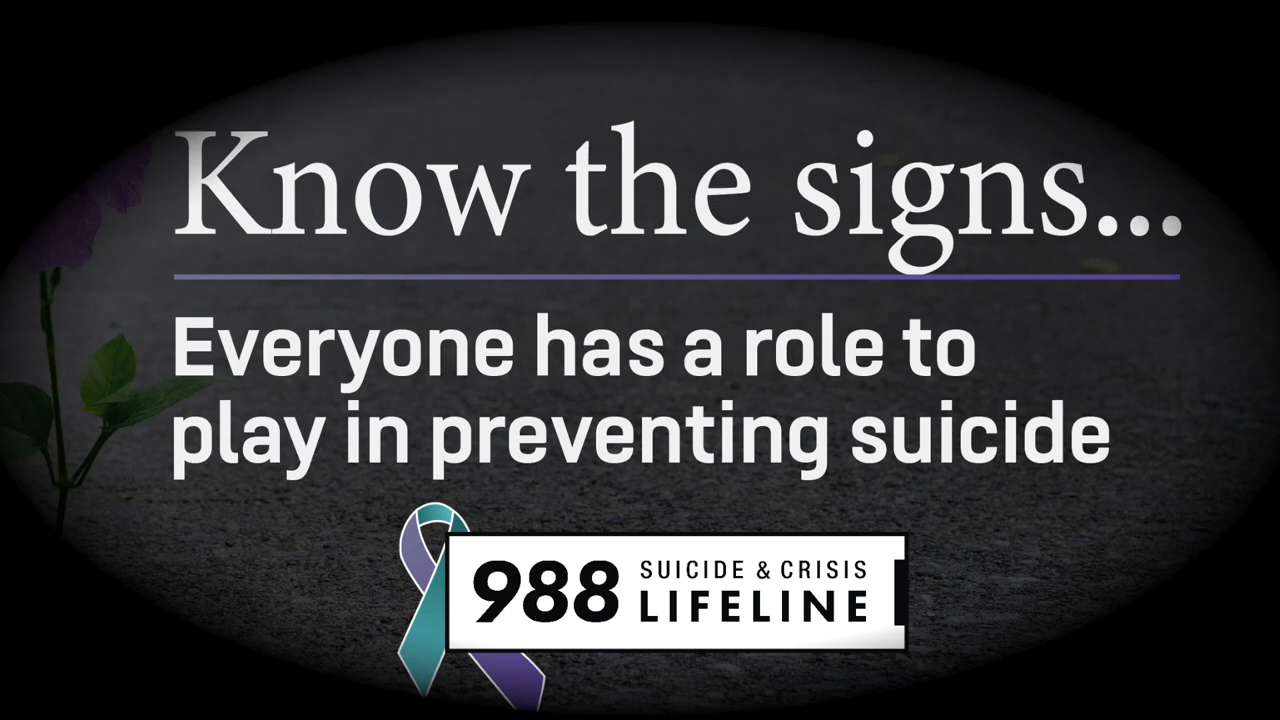 Know the signs...
Everyone has a role to
play in preventing suicide
988 SUICIDE & CRISIS
LIFELINE